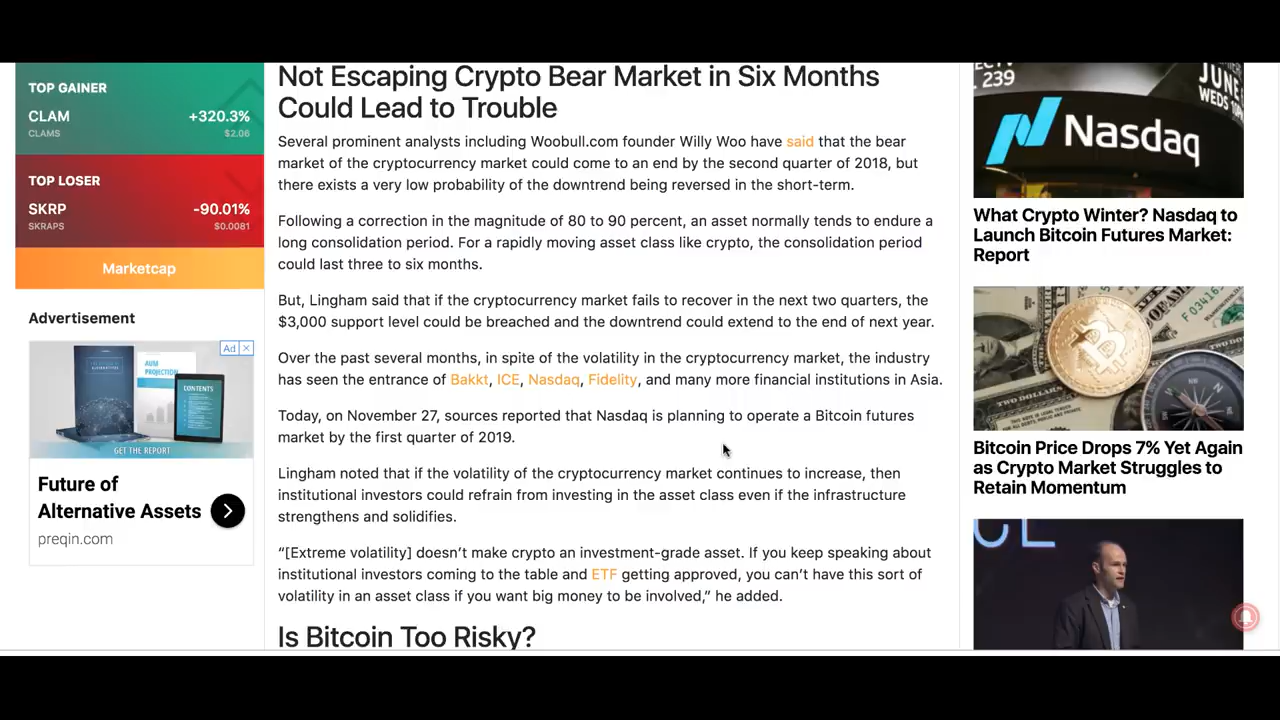 TOP GAINER
CLAM +320.3%
CLAMS $2.06
TOP LOSER
SKRP -90.01%
SKRAPS $0.0081
Marketcap
Advertisement
Ad
AUM
PROJECTION
CONTENTS
GET THE REPORT
Future of
Alternative Assets
preqin.com
Not Escaping Crypto Bear Market in Six Months
Could Lead to Trouble
Several prominent analysts including Woobull.com founder Willy Woo have said that the bear
market of the cryptocurrency market could come to an end by the second quarter of 2018, but
there exists a very low probability of the downtrend being reversed in the short-term.
Following a correction in the magnitude of 80 to 90 percent, an asset normally tends to endure a
long consolidation period. For a rapidly moving asset class like crypto, the consolidation period
could last three to six months.
But, Lingham said that if the cryptocurrency market fails to recover in the next two quarters, the
$3,000 support level could be breached and the downtrend could extend to the end of next year.
Over the past several months, in spite of the volatility in the cryptocurrency market, the industry
has seen the entrance of Bakkt, ICE, Nasdaq, Fidelity, and many more financial institutions in Asia.
Today, on November 27, sources reported that Nasdaq is planning to operate a Bitcoin futures
market by the first quarter of 2019.
Lingham noted that if the volatility of the cryptocurrency market continues to increase, then
institutional investors could refrain from investing in the asset class even if the infrastructure
strengthens and solidifies.
“[Extreme volatility] doesn’t make crypto an investment-grade asset. If you keep speaking about
institutional investors coming to the table and ETF getting approved, you can’t have this sort of
volatility in an asset class if you want big money to be involved,” he added.
Is Bitcoin Too Risky?
239
JUNE
WEDS
Nasdaq
What Crypto Winter? Nasdaq to
Launch Bitcoin Futures Market:
Report
Bitcoin Price Drops 7% Yet Again
as Crypto Market Struggles to
Retain Momentum